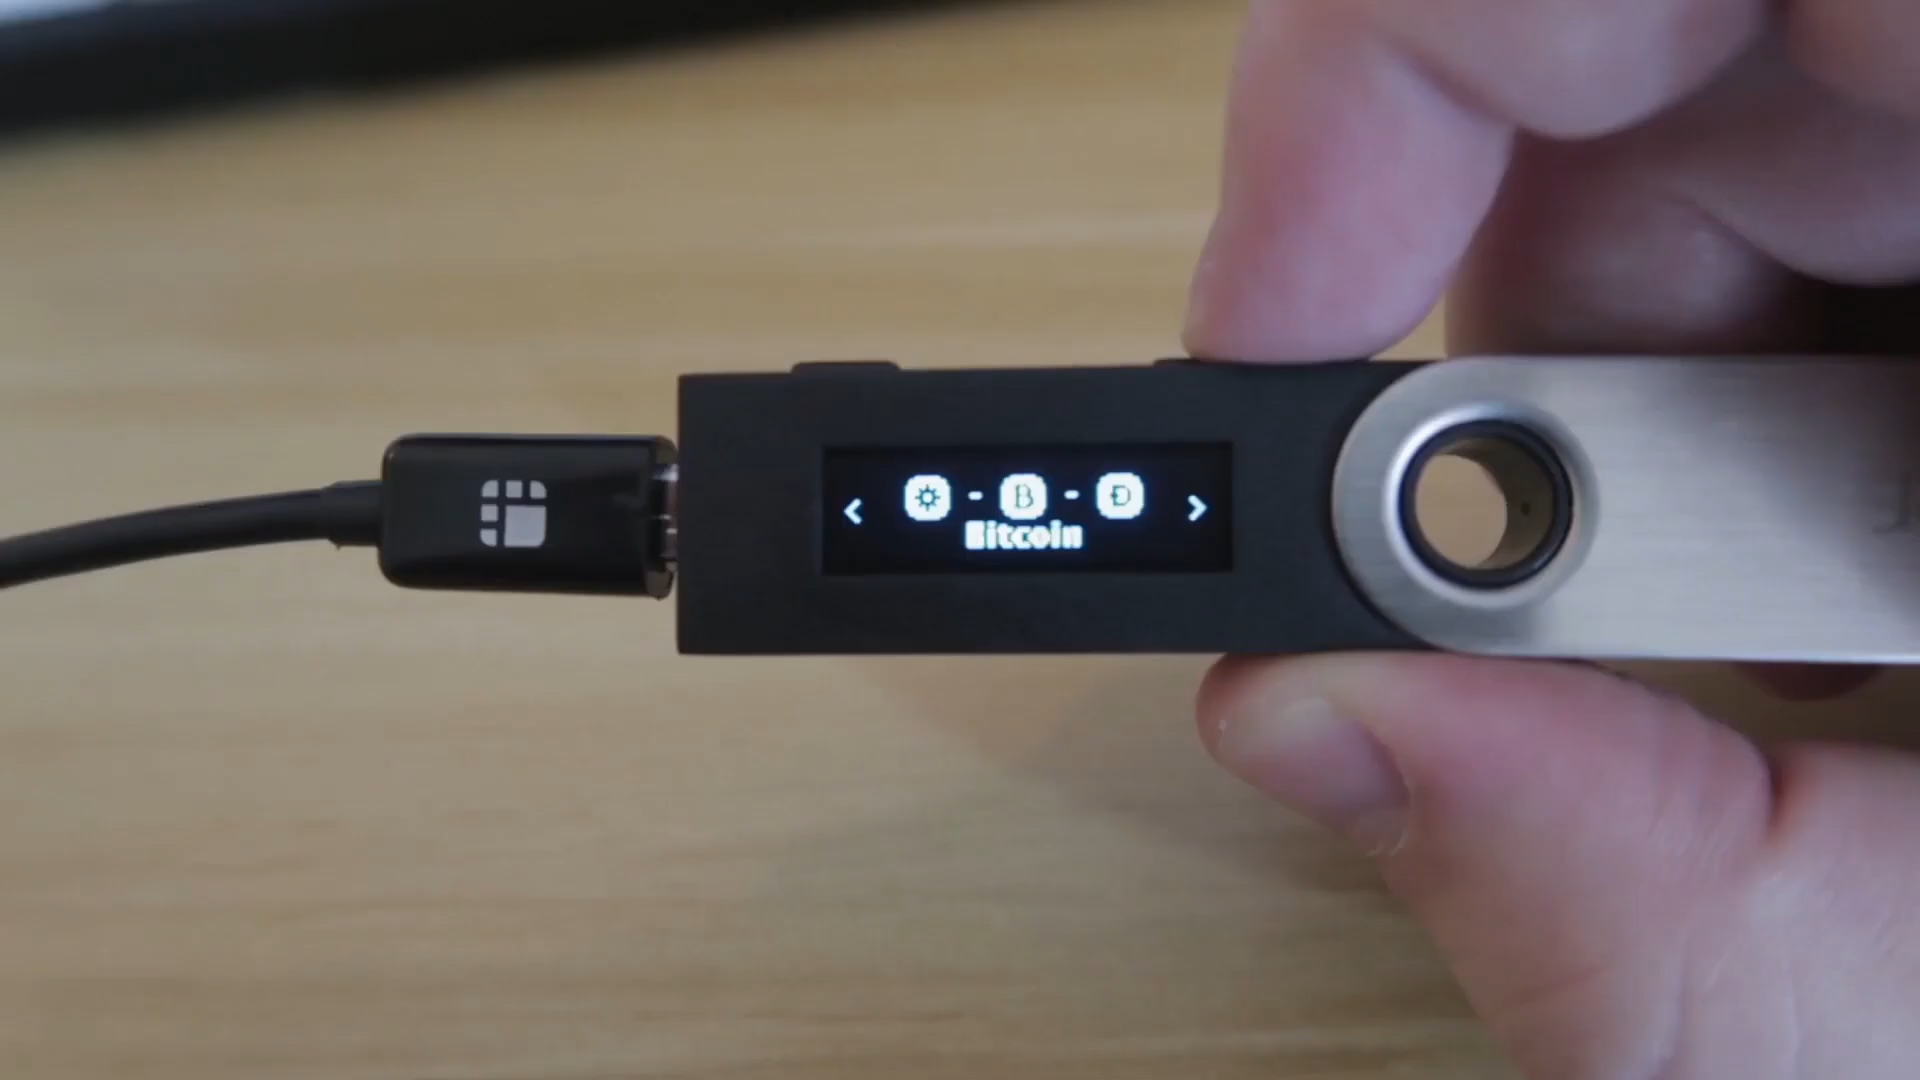 < - B - Ð >
Bitcoin